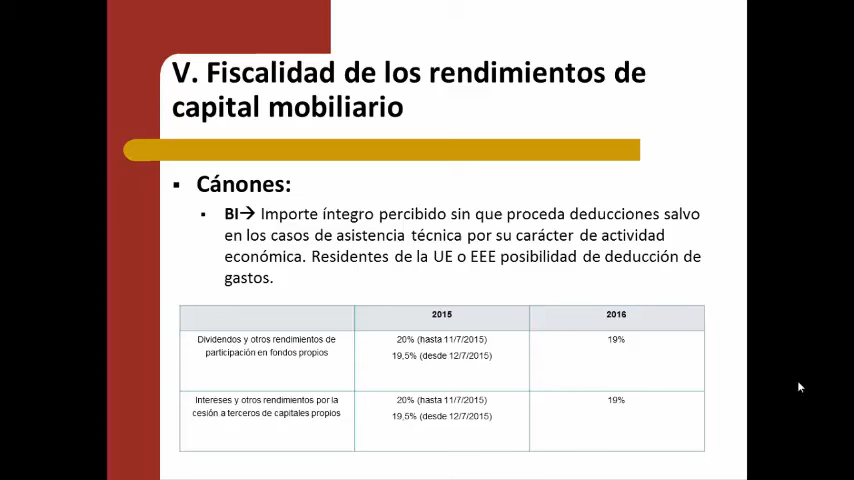 V. Fiscalidad de los rendimientos de
capital mobiliario
▪ Cánones:
▪ BI→ Importe íntegro percibido sin que proceda deducciones salvo
en los casos de asistencia técnica por su carácter de actividad
económica. Residentes de la UE o EEE posibilidad de deducción de
gastos.
2015 2016
Dividendos y otros rendimientos de
participación en fondos propios
20% (hasta 11/7/2015)
19,5% (desde 12/7/2015)
19%
Intereses y otros rendimientos por la
cesión a terceros de capitales propios
20% (hasta 11/7/2015)
19,5% (desde 12/7/2015)
19%